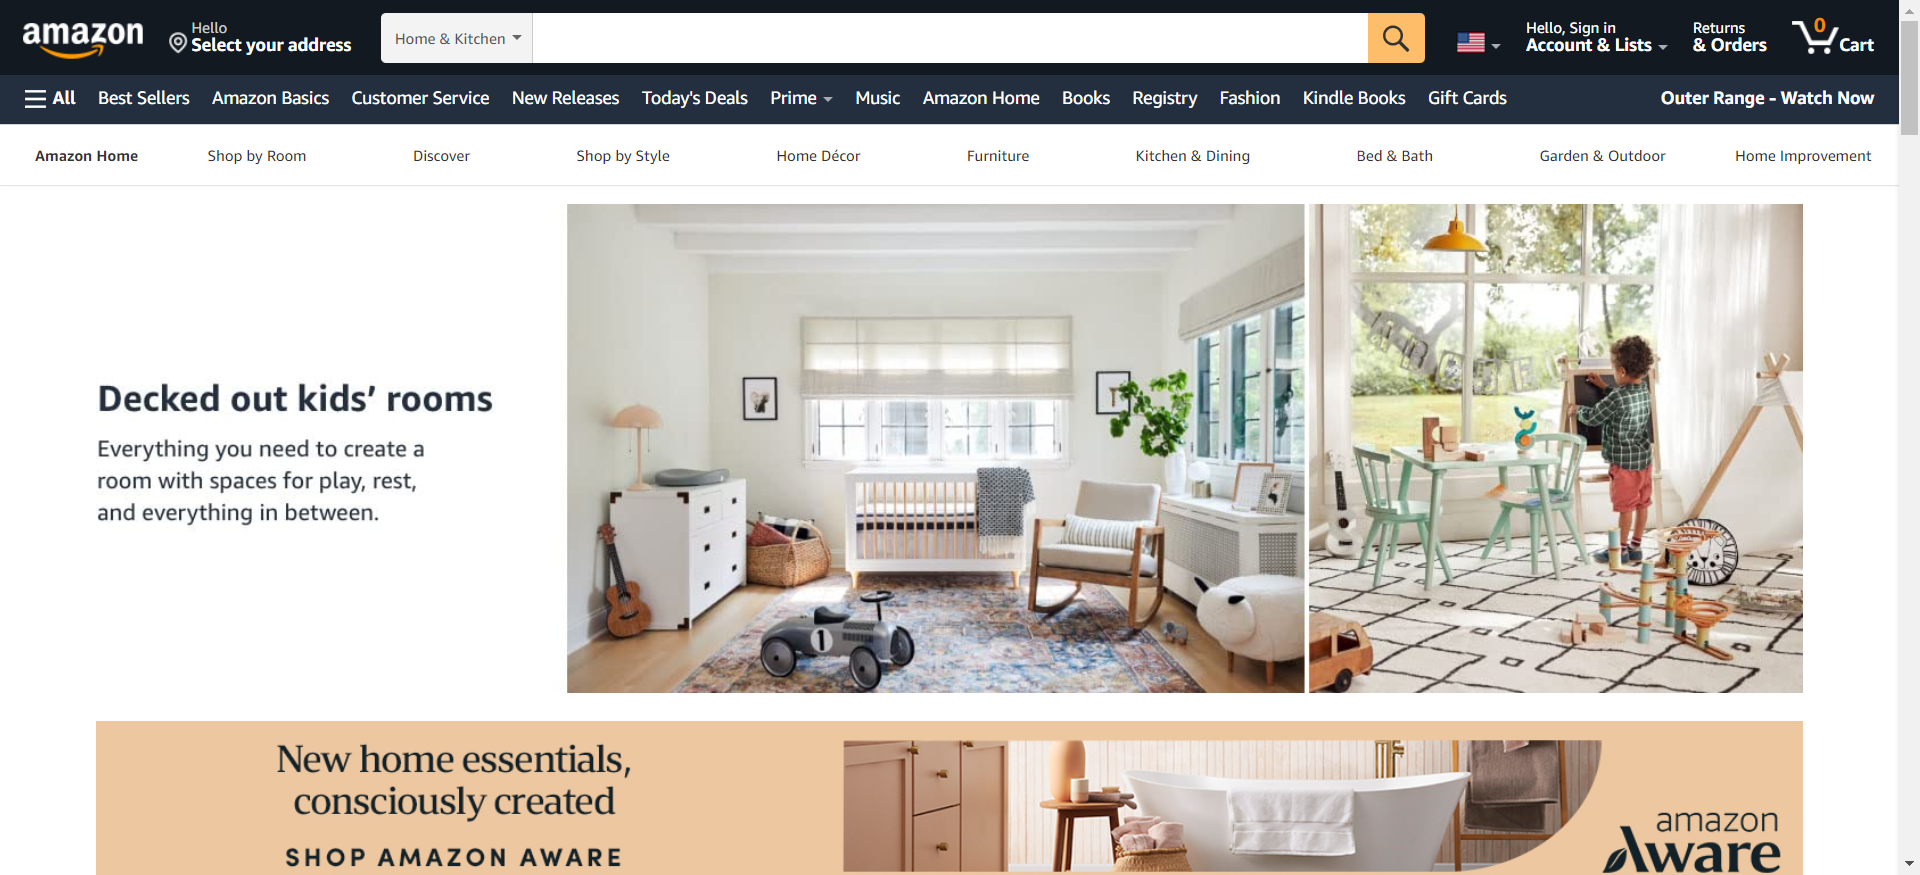 amazon
Hello
Select your address
Home & Kitchen
Hello, Sign in
Account & Lists
Returns
& Orders
0
Cart
All
Best Sellers
Amazon Basics
Customer Service
New Releases
Today's Deals
Prime
Music
Amazon Home
Books
Registry
Fashion
Kindle Books
Gift Cards
Outer Range - Watch Now
Amazon Home
Shop by Room
Discover
Shop by Style
Home Décor
Furniture
Kitchen & Dining
Bed & Bath
Garden & Outdoor
Home Improvement
Decked out kids’ rooms
Everything you need to create a
room with spaces for play, rest,
and everything in between.
1
New home essentials,
consciously created
SHOP AMAZON AWARE
amazon
Aware